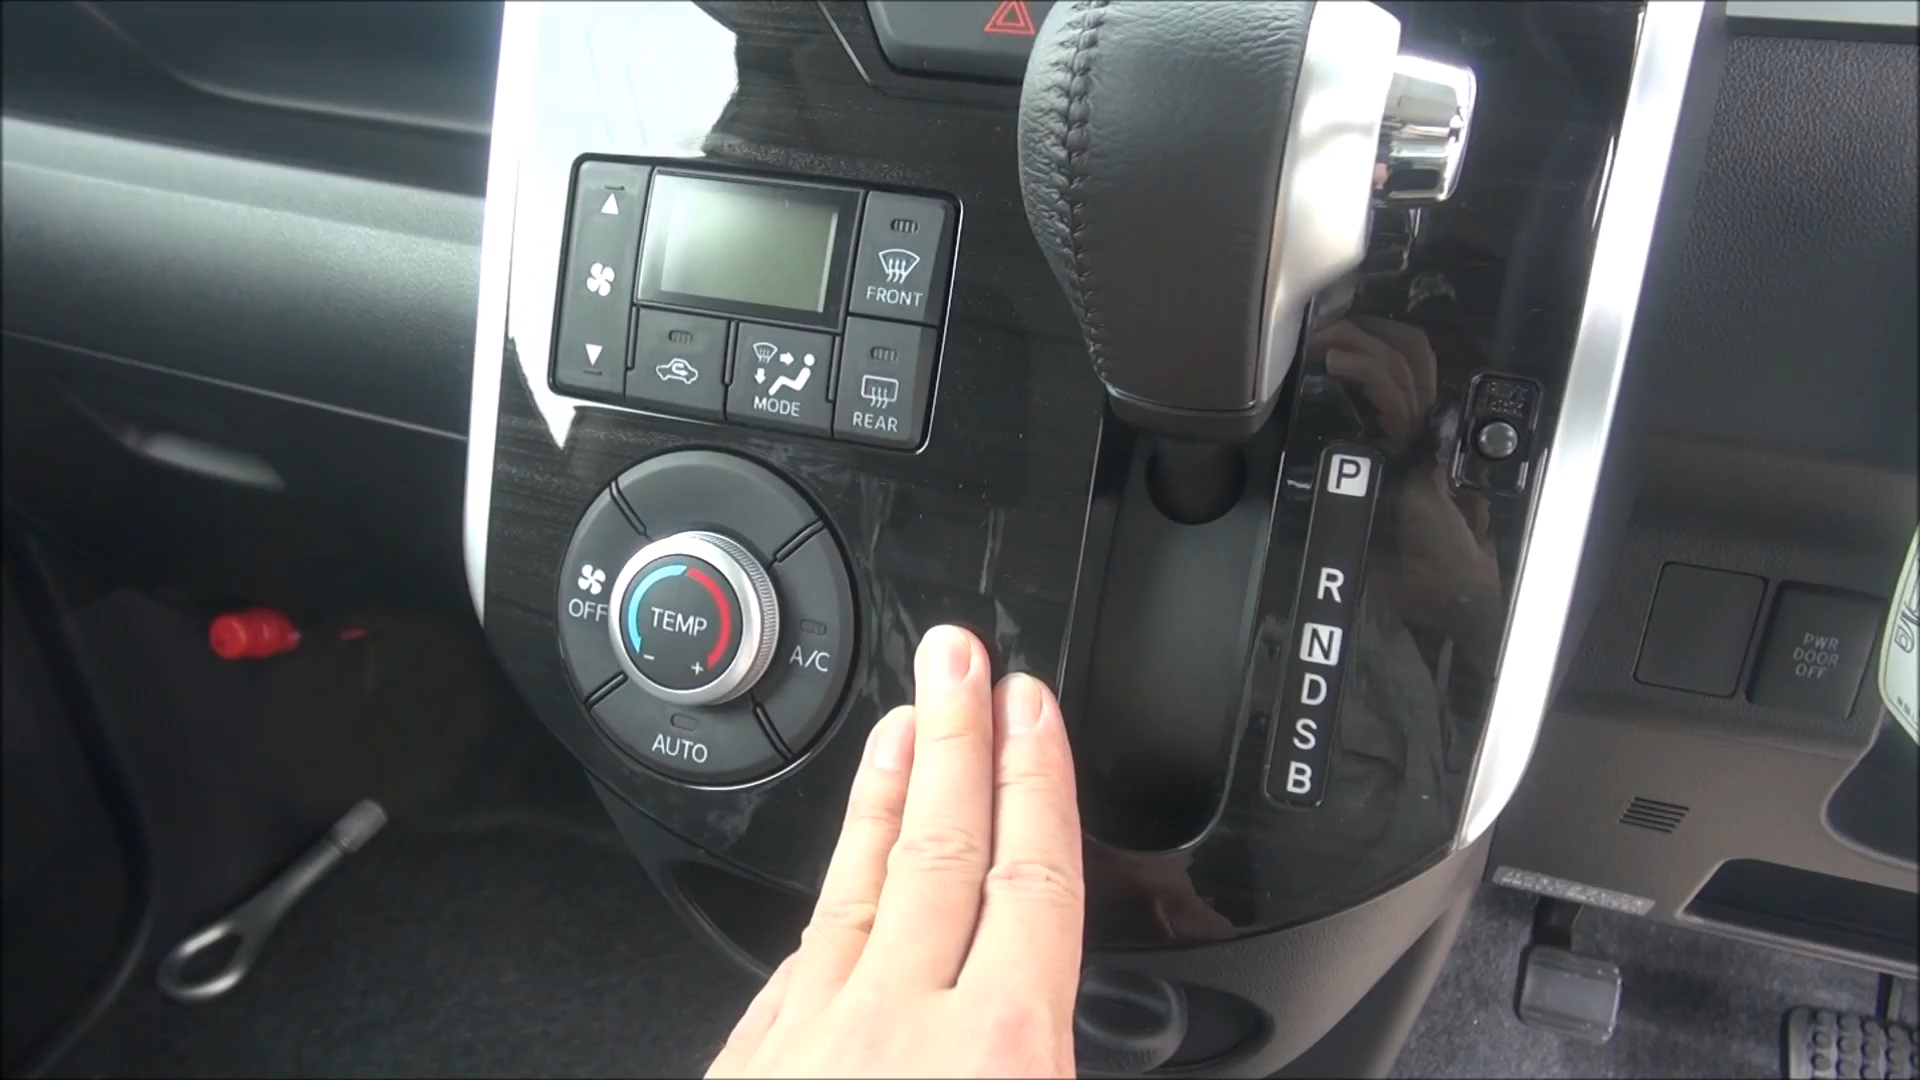 FRONT
MODE
REAR
OFF
TEMP
- +
A/C
AUTO
P
R
N
D
S
B
PWR
DOOR
OFF